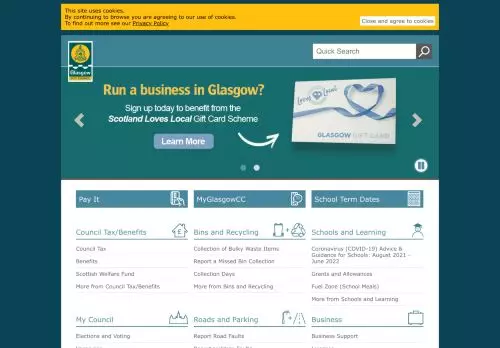 This site uses cookies.
By continuing to browse you are agreeing to our use of cookies.
To find out more see our Privacy Policy
Close and agree to cookies
Glasgow
CITY COUNCIL
Quick Search
Run a business in Glasgow?
Sign up today to benefit from the
Scotland Loves Local Gift Card Scheme
Learn More
Loves Local
GLASGOW GIFT CARD
Pay It
MyGlasgowCC
School Term Dates
Council Tax/Benefits
Council Tax
Benefits
Scottish Welfare Fund
More from Council Tax/Benefits
Bins and Recycling
Collection of Bulky Waste Items
Report a Missed Bin Collection
Collection Days
More from Bins and Recycling
Schools and Learning
Coronavirus (COVID-19) Advice &
Guidance for Schools: August 2021 -
June 2022
Grants and Allowances
Fuel Zone (School Meals)
More from Schools and Learning
My Council
Elections and Voting
Roads and Parking
Report Road Faults
Business
Business Support